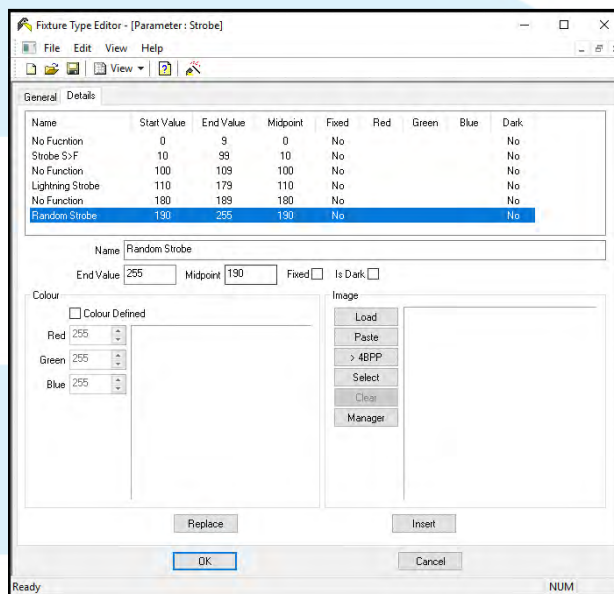 Fixture Type Editor - [Parameter : Strobe]
File Edit View Help
View
General Details
Name Start Value End Value Midpoint Fixed Red Green Blue Dark
No Fucntion 0 9 0 No No
Strobe S>F 10 99 10 No No
No Function 100 109 100 No No
Lightning Strobe 110 179 110 No No
No Function 180 189 180 No No
Random Strobe 190 255 190 No No
Name Random Strobe
End Value 255 Midpoint 190 Fixed Is Dark
Colour Image
Colour Defined Load
Red 255 Paste
Green 255 > 4BPP
Blue 255 Select
Clear
Manager
Replace Insert
OK Cancel
Ready NUM